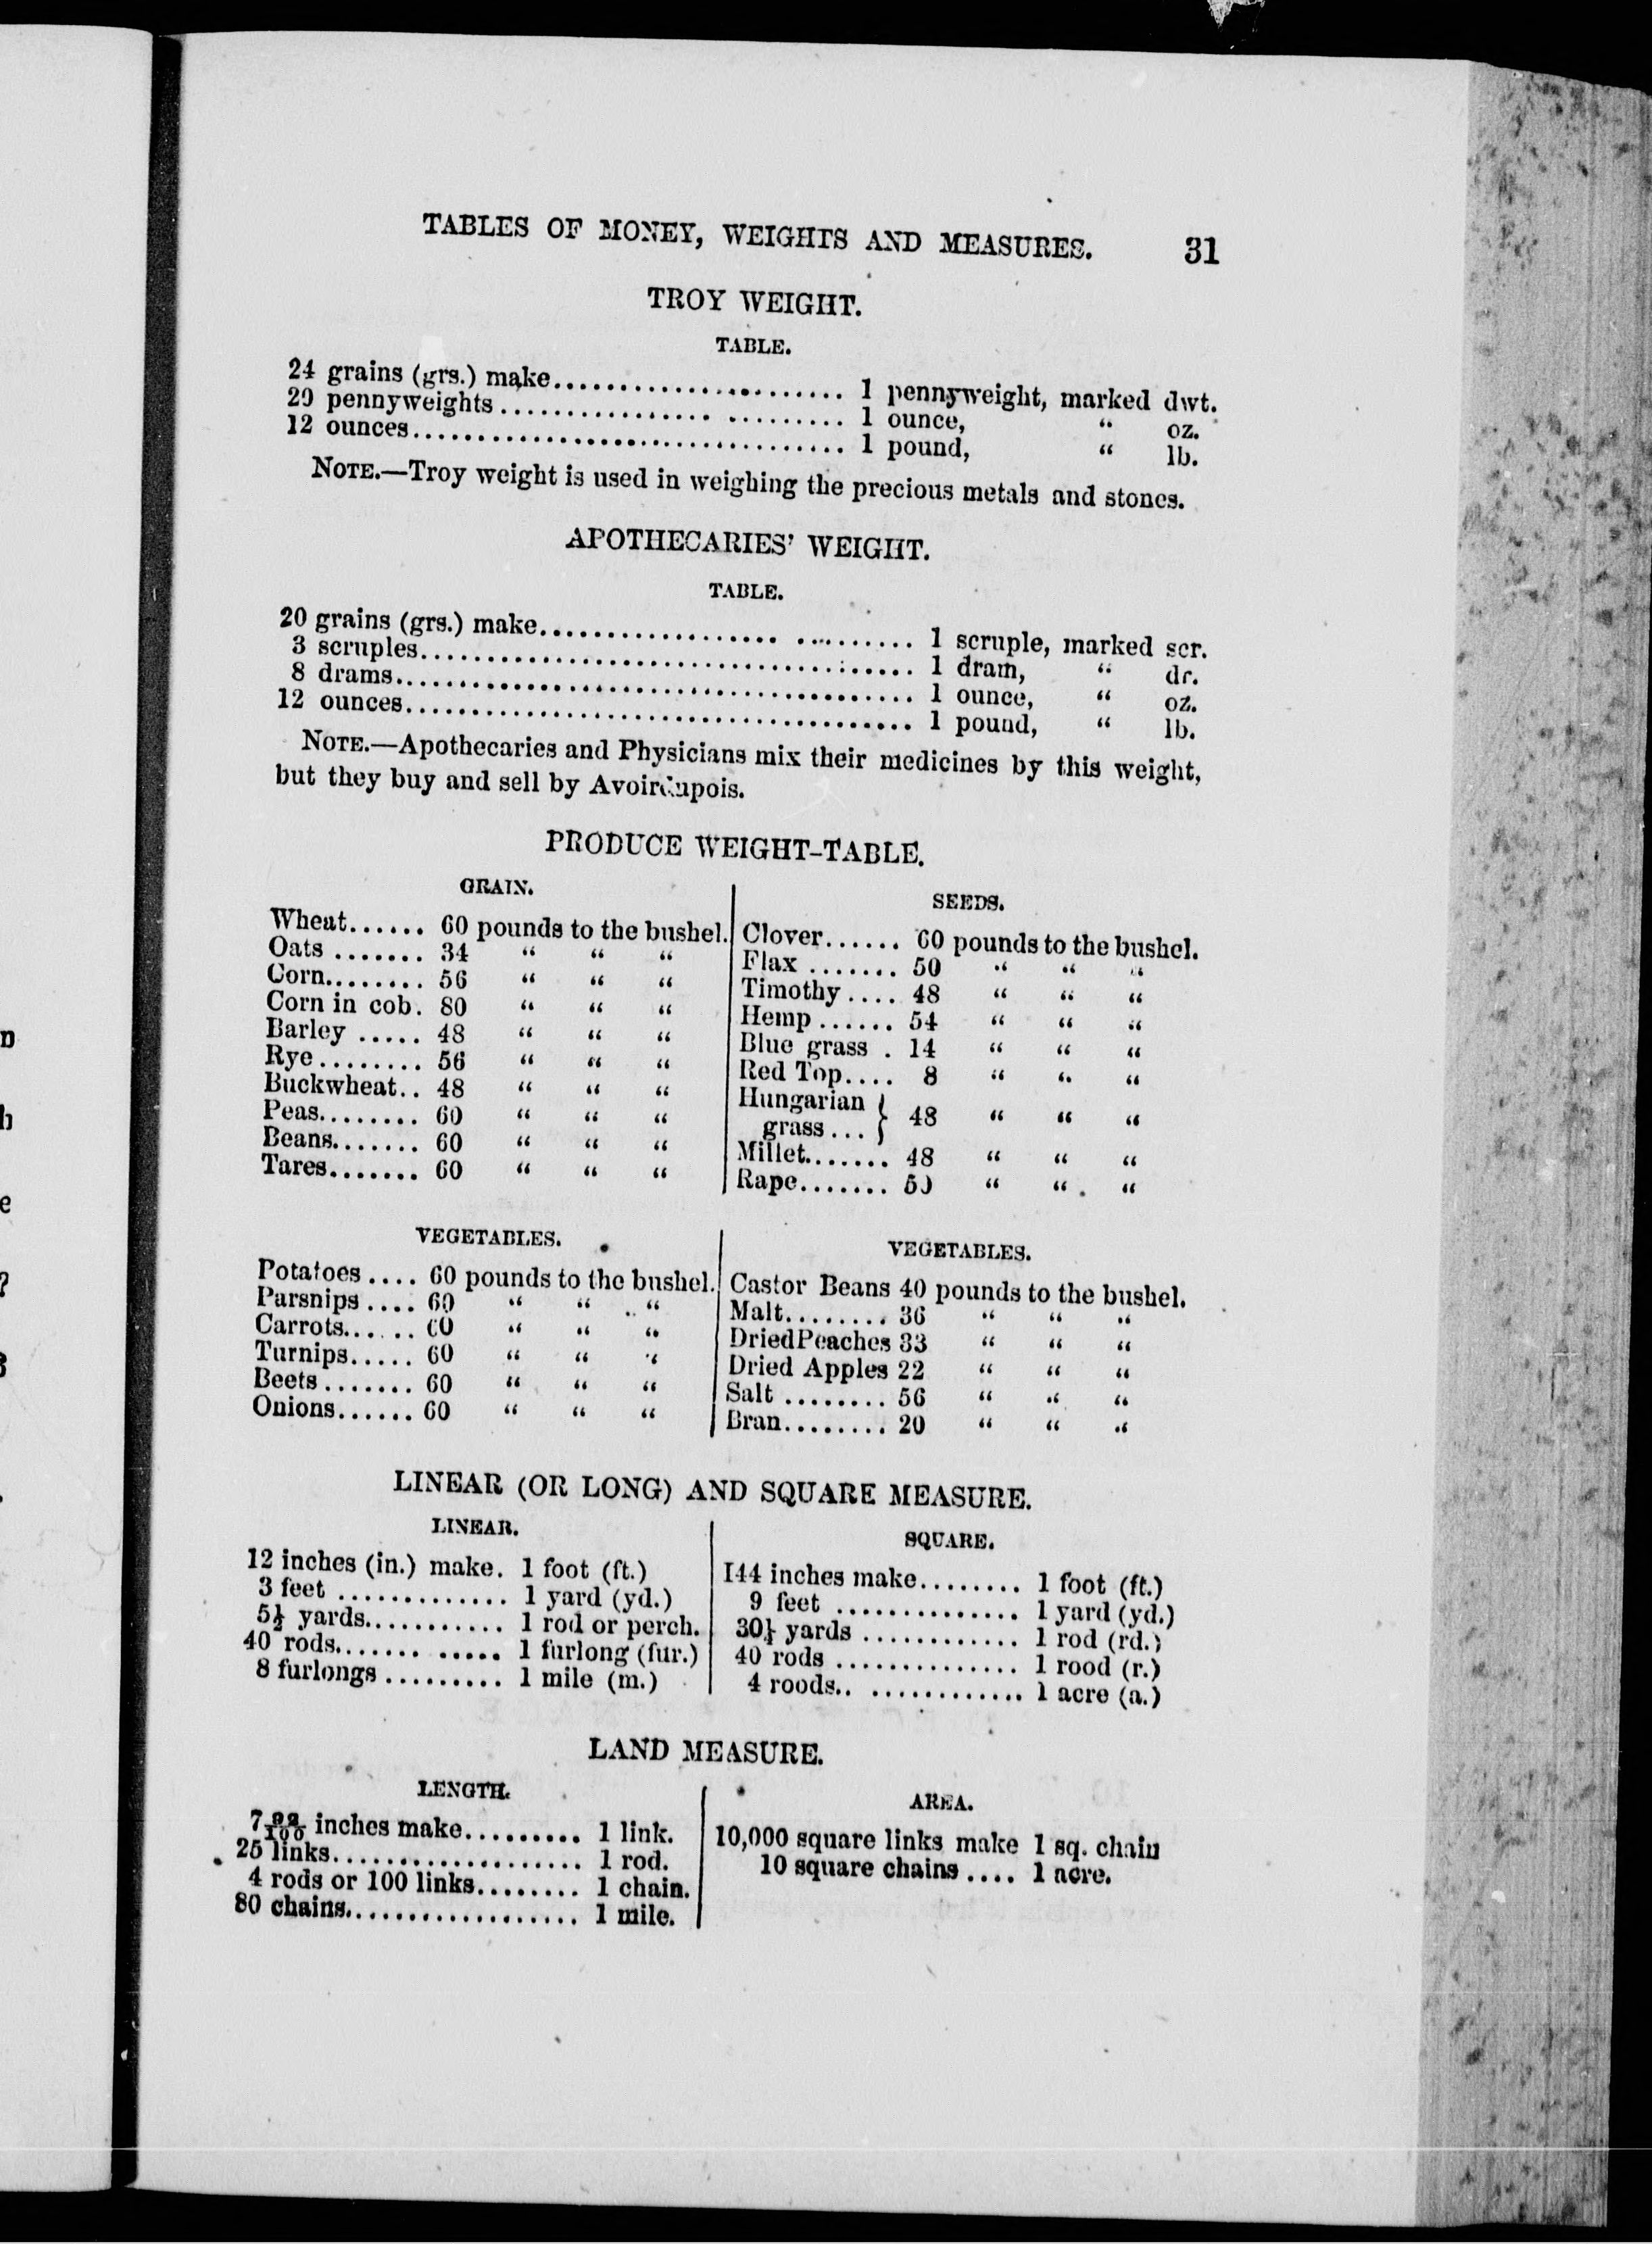 TABLES OF MONEY, WEIGHTS AND MEASURES. 31
TROY WEIGHT.
TABLE.
24 grains (grs.) make.............................. 1 pennyweight, marked dwt.
20 pennyweights.............................. 1 ounce, “ oz.
12 ounces.............................. 1 pound, “ lb.
NOTE.—Troy weight is used in weighing the precious metals and stones.
APOTHECARIES’ WEIGHT.
TABLE.
20 grains (grs.) make.............................. 1 scruple, marked scr.
3 scruples.............................. 1 dram, “ dr.
8 drams.............................. 1 ounce, “ oz.
12 ounces.............................. 1 pound, “ lb.
NOTE.—Apothecaries and Physicians mix their medicines by this weight,
but they buy and sell by Avoirdupois.
PRODUCE WEIGHT-TABLE.
GRAIN.
Wheat...... 60 pounds to the bushel.
Oats ....... 34 “ “ “
Corn........ 56 “ “ “
Corn in cob. 80 “ “ “
Barley ..... 48 “ “ “
Rye........ 56 “ “ “
Buckwheat.. 48 “ “ “
Peas........ 60 “ “ “
Beans....... 60 “ “ “
Tares....... 60 “ “ “
SEEDS.
Clover...... 60 pounds to the bushel.
Flax ....... 50 “ “ “
Timothy.... 48 “ “ “
Hemp...... 54 “ “ “
Blue grass . 14 “ “ “
Red Top.... 8 “ “ “
Hungarian
grass... } 48 “ “ “
Millet....... 48 “ “ “
Rape....... 50 “ “ “
VEGETABLES.
Potatoes.... 60 pounds to the bushel.
Parsnips.... 60 “ “ “
Carrots...... 60 “ “ “
Turnips..... 60 “ “ “
Beets....... 60 “ “ “
Onions...... 60 “ “ “
VEGETABLES.
Castor Beans 40 pounds to the bushel.
Malt........ 36 “ “ “
Dried Peaches 33 “ “ “
Dried Apples 22 “ “ “
Salt ........ 56 “ “ “
Bran........ 20 “ “ “
LINEAR (OR LONG) AND SQUARE MEASURE.
LINEAR.
12 inches (in.) make. 1 foot (ft.)
3 feet ............. 1 yard (yd.)
5½ yards........... 1 rod or perch.
40 rods............ 1 furlong (fur.)
8 furlongs......... 1 mile (m.)
SQUARE.
144 inches make........ 1 foot (ft.)
9 feet .............. 1 yard (yd.)
30¼ yards ............ 1 rod (rd.)
40 rods .............. 1 rood (r.)
4 roods.............. 1 acre (a.)
LAND MEASURE.
LENGTH.
7 92/100 inches make......... 1 link.
25 links................... 1 rod.
4 rods or 100 links........ 1 chain.
80 chains.................. 1 mile.
AREA.
10,000 square links make 1 sq. chain
10 square chains.... 1 acre.